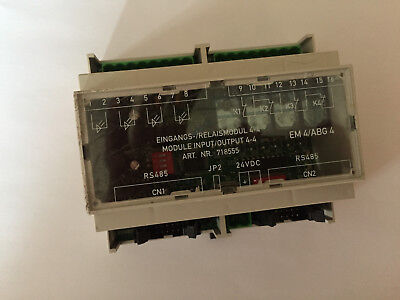 1 2 3 4 5 6 7 8
9 10 11 12 13 14 15 16
K1 K2 K3 K4
EINGANGS-/RELAISMODUL 4-4
MODULE INPUT/OUTPUT 4-4
ART. NR. 718555
EM 4/ABG 4
RS485 JP2 24VDC RS485
CN1 CN2